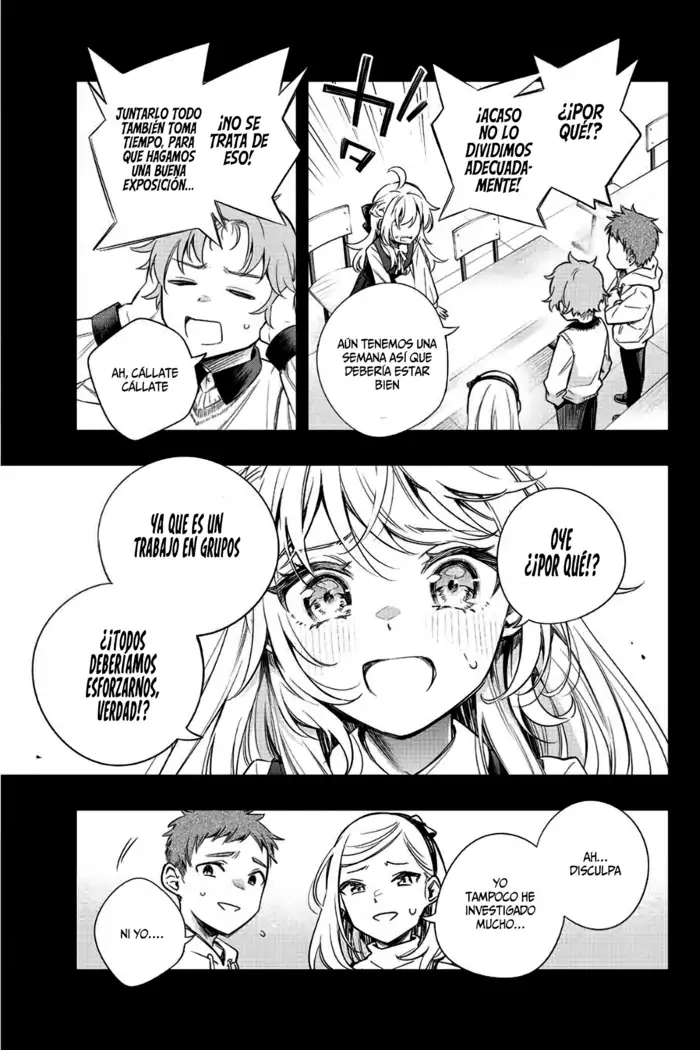 ¿¡POR
QUÉ!?
¡ACASO
NO LO
DIVIDIMOS
ADECUADA-
MENTE!
AÚN TENEMOS UNA
SEMANA ASÍ QUE
DEBERÍA ESTAR
BIEN
¡NO SE
TRATA DE
ESO!
JUNTARLO TODO
TAMBIÉN TOMA
TIEMPO, PARA
QUE HAGAMOS
UNA BUENA
EXPOSICIÓN...
AH, CÁLLATE
CÁLLATE
OYE
¿¡POR QUÉ!?
YA QUE ES UN
TRABAJO EN GRUPOS
¿¡TODOS
DEBERÍAMOS
ESFORZARNOS,
VERDAD!?
AH...
DISCULPA
YO
TAMPOCO HE
INVESTIGADO
MUCHO...
NI YO....